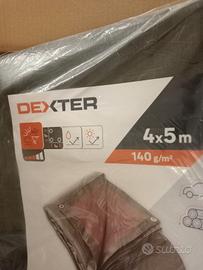 DEXTER
4x5 m
140 g/m²
subito